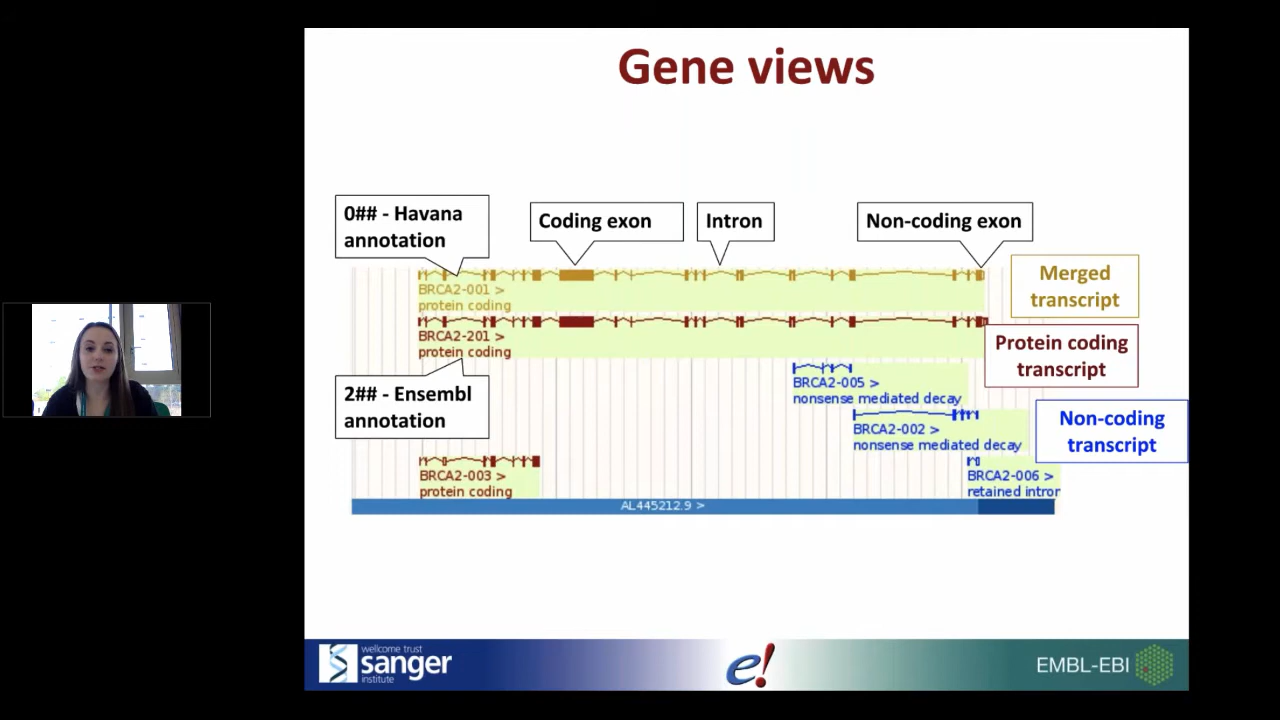 Gene views
0## - Havana
annotation
Coding exon
Intron
Non-coding exon
Merged
transcript
BRCA2-001 >
protein coding
BRCA2-201 >
protein coding
Protein coding
transcript
2## - Ensembl
annotation
BRCA2-005 >
nonsense mediated decay
BRCA2-002 >
nonsense mediated decay
Non-coding
transcript
BRCA2-003 >
protein coding
BRCA2-006 >
retained intror
AL445212.9 >
wellcome trust
sanger
institute
e!
EMBL-EBI